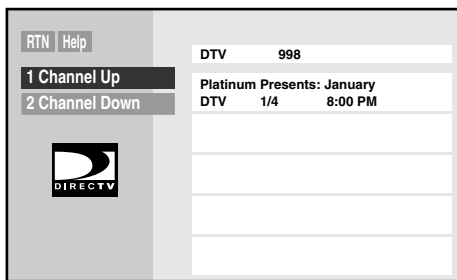 RTN Help
1 Channel Up
2 Channel Down
DIRECTV
DTV 998
Platinum Presents: January
DTV 1/4 8:00 PM